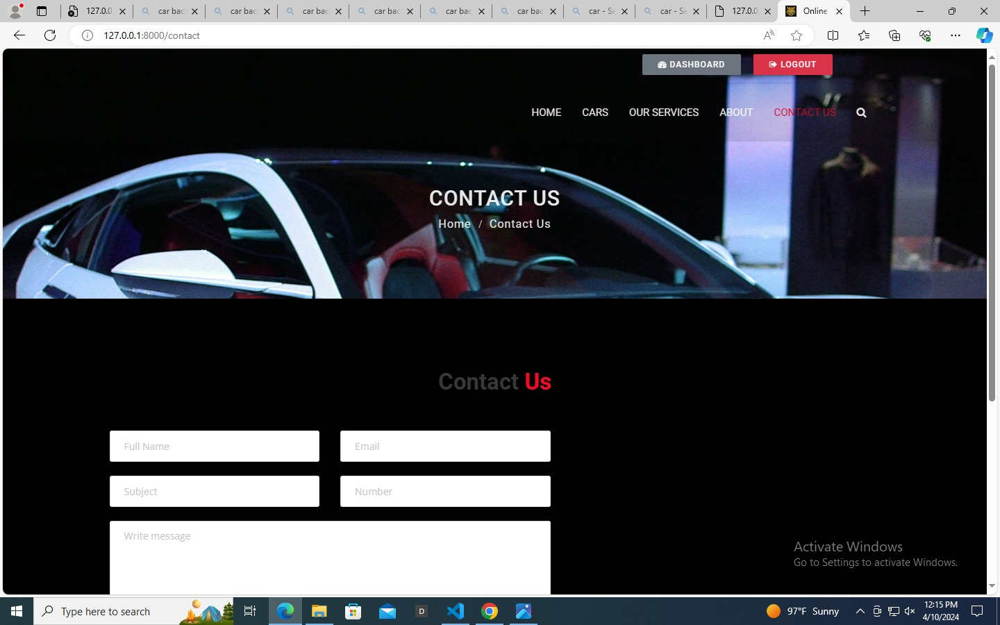 127.0.0.
car bac
car bac
car bac
car bac
car bac
car bac
car - Se
car - Se
127.0.0
Online
127.0.0.1:8000/contact
DASHBOARD
LOGOUT
HOME CARS OUR SERVICES ABOUT CONTACT US
CONTACT US
Home / Contact Us
Contact Us
Full Name
Email
Subject
Number
Write message
Activate Windows
Go to Settings to activate Windows.
Type here to search
D
97°F Sunny
12:15 PM
4/10/2024